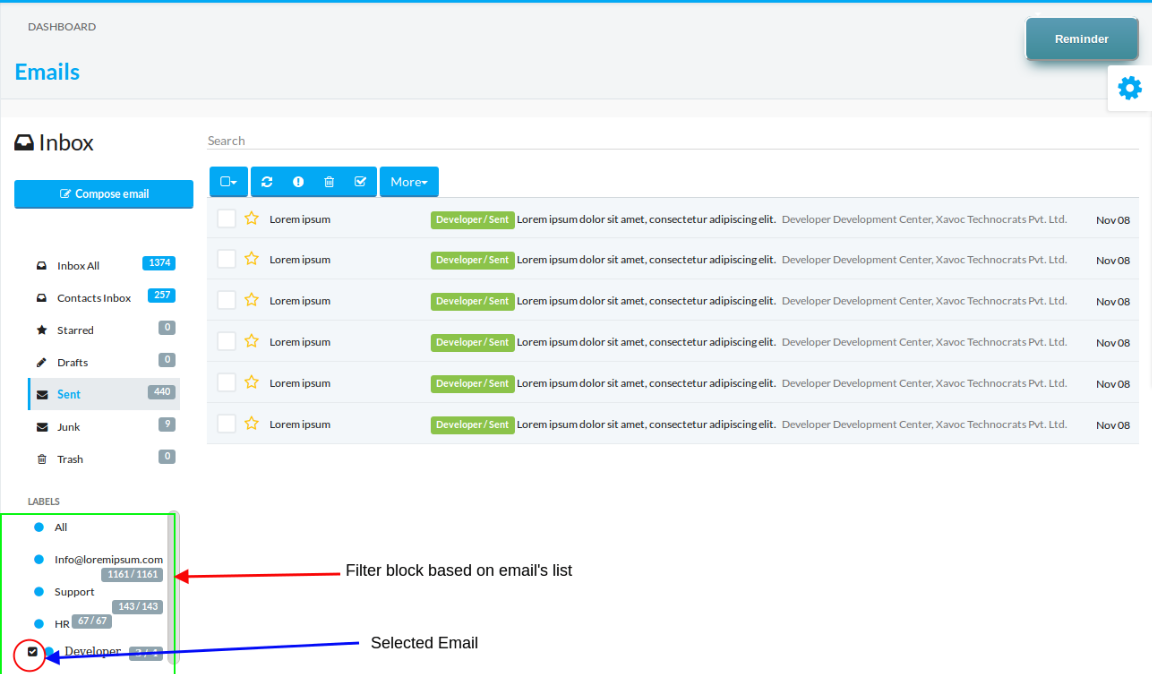 DASHBOARD
Reminder
Emails
Inbox
Search
Compose email
More
Lorem ipsum Developer / Sent Lorem ipsum dolor sit amet, consectetur adipiscing elit. Developer Development Center, Xavoc Technocrats Pvt. Ltd. Nov 08
Lorem ipsum Developer / Sent Lorem ipsum dolor sit amet, consectetur adipiscing elit. Developer Development Center, Xavoc Technocrats Pvt. Ltd. Nov 08
Lorem ipsum Developer / Sent Lorem ipsum dolor sit amet, consectetur adipiscing elit. Developer Development Center, Xavoc Technocrats Pvt. Ltd. Nov 08
Lorem ipsum Developer / Sent Lorem ipsum dolor sit amet, consectetur adipiscing elit. Developer Development Center, Xavoc Technocrats Pvt. Ltd. Nov 08
Lorem ipsum Developer / Sent Lorem ipsum dolor sit amet, consectetur adipiscing elit. Developer Development Center, Xavoc Technocrats Pvt. Ltd. Nov 08
Lorem ipsum Developer / Sent Lorem ipsum dolor sit amet, consectetur adipiscing elit. Developer Development Center, Xavoc Technocrats Pvt. Ltd. Nov 08
Inbox All 1374
Contacts Inbox 257
Starred 0
Drafts 0
Sent 440
Junk 9
Trash 0
LABELS
All
Info@loremipsum.com
1161 / 1161
Support
143 / 143
HR 67 / 67
Developer
Filter block based on email's list
Selected Email